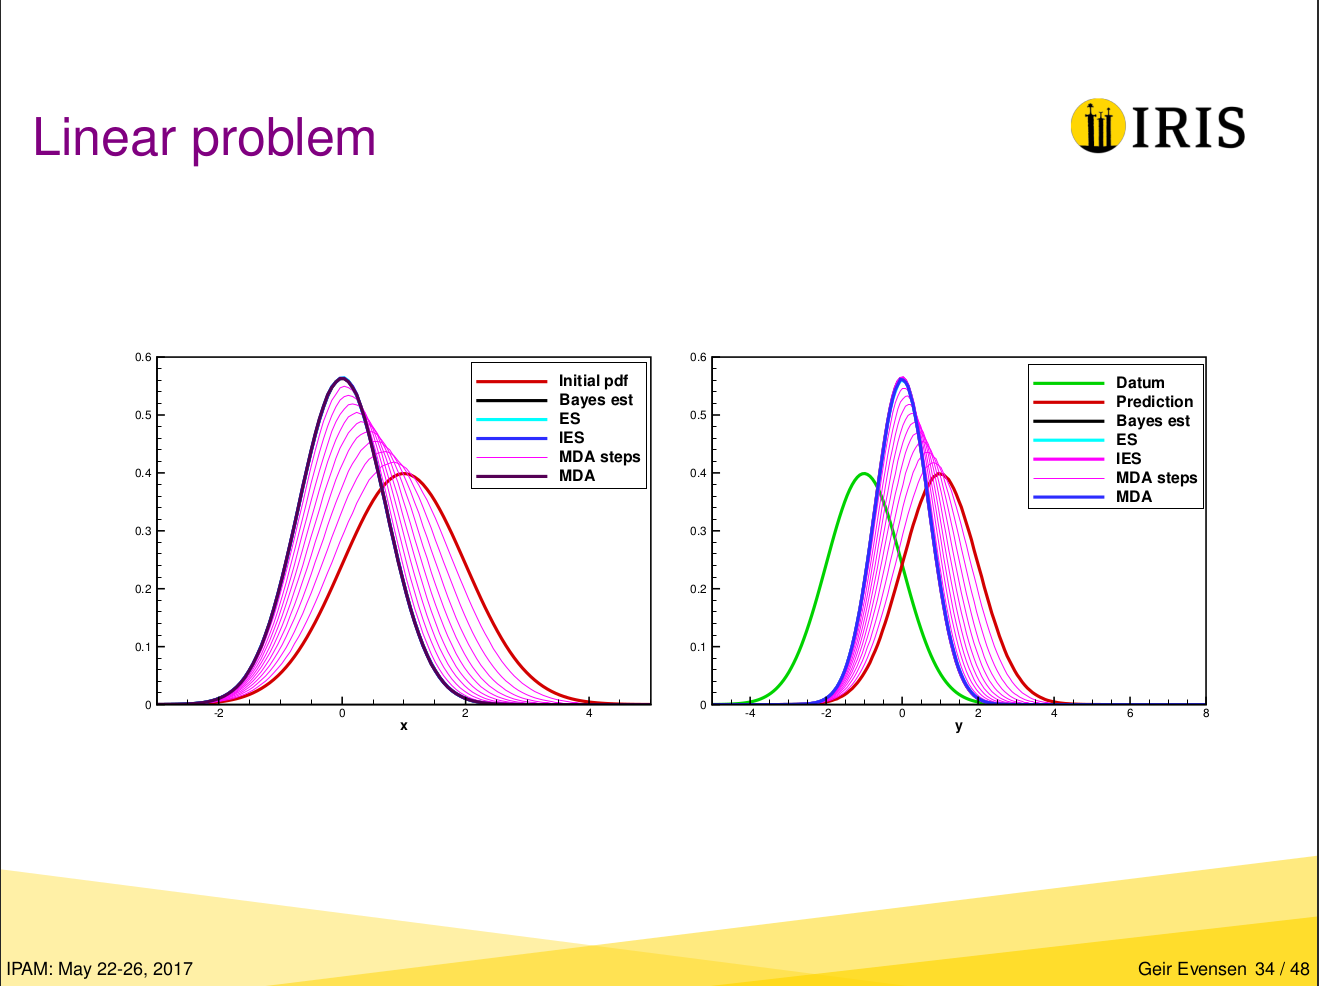 Linear problem
IRIS
0.6
0.5
0.4
0.3
0.2
0.1
0
-2
0
2
4
x
Initial pdf
Bayes est
ES
IES
MDA steps
MDA
0.6
0.5
0.4
0.3
0.2
0.1
0
-4
-2
0
2
4
6
8
y
Datum
Prediction
Bayes est
ES
IES
MDA steps
MDA
IPAM: May 22-26, 2017
Geir Evensen 34 / 48